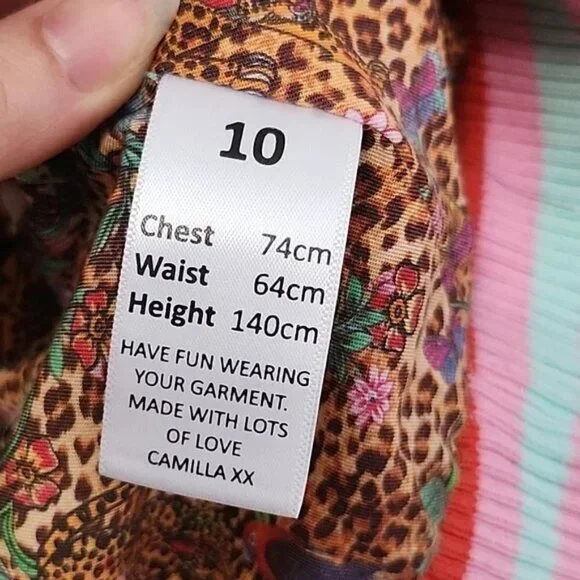 10
Chest 74cm
Waist 64cm
Height 140cm
HAVE FUN WEARING
YOUR GARMENT.
MADE WITH LOTS
OF LOVE
CAMILLA XX